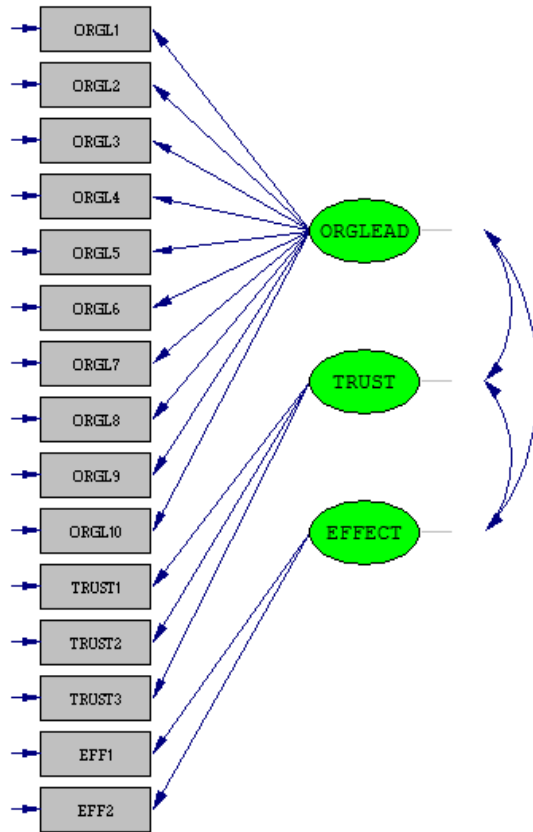 ORGL1
ORGL2
ORGL3
ORGL4
ORGL5
ORGL6
ORGL7
ORGL8
ORGL9
ORGL10
TRUST1
TRUST2
TRUST3
EFF1
EFF2
ORGLEAD
TRUST
EFFECT